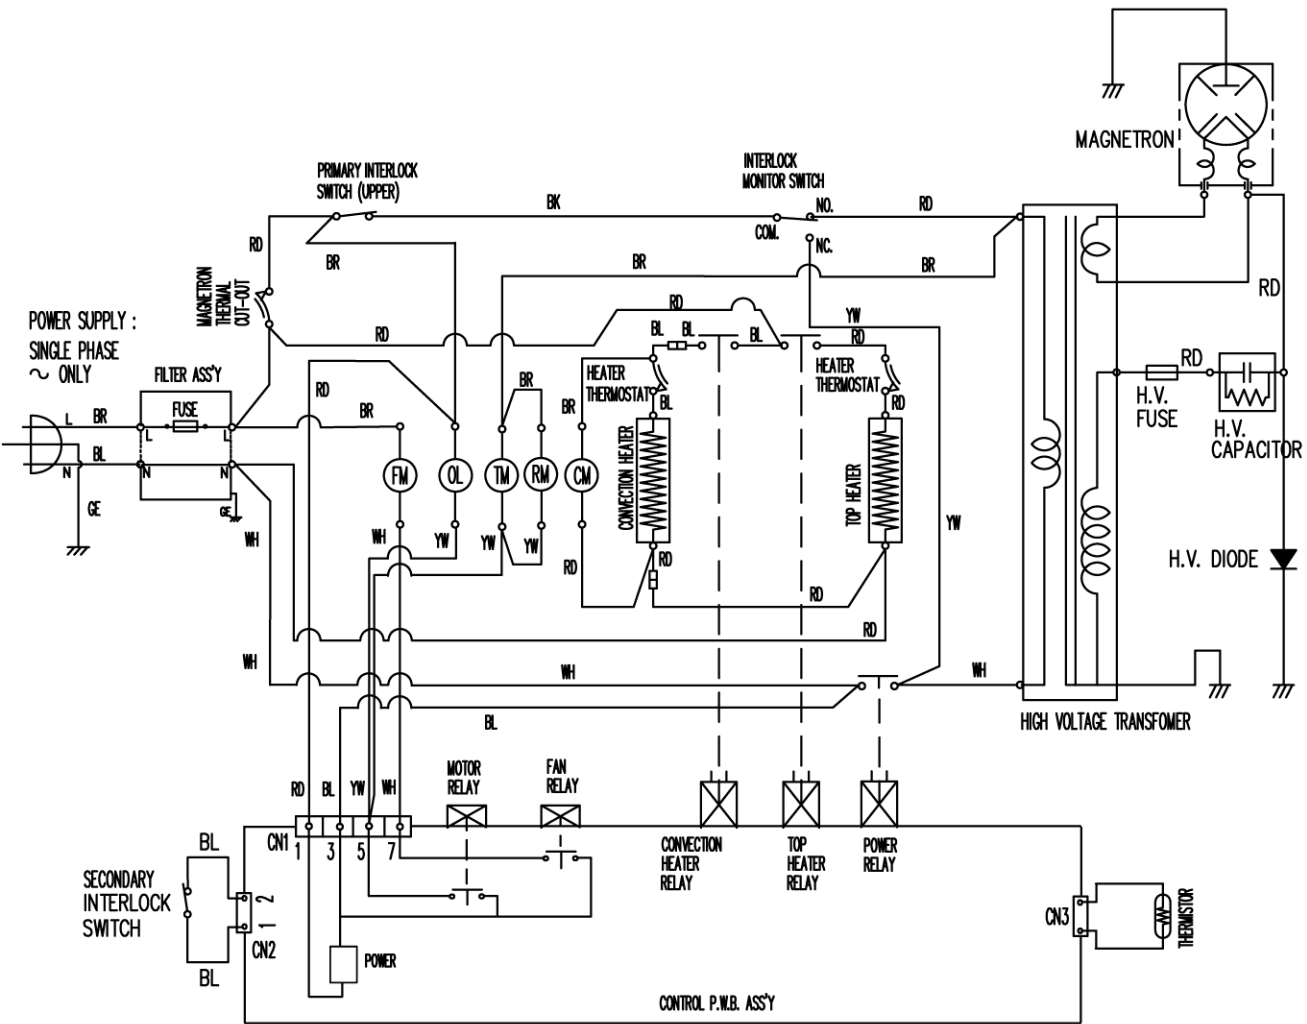 MAGNETRON
PRIMARY INTERLOCK
SWITCH (UPPER)
INTERLOCK
MONITOR SWITCH
BK
NO.
RD
COM.
NC.
RD
BR
BR
BR
MAGNETRON
THERMAL
CUT-OUT
RD
RD
POWER SUPPLY :
SINGLE PHASE
~ ONLY
FILTER ASS'Y
FUSE
L
BR
L
L
BL
N
N
N
GE
GE
WH
RD
RD
BR
BR
BR
BL
BL
BL
YW
RD
HEATER
THERMOSTAT
BL
HEATER
THERMOSTAT
RD
H.V.
FUSE
RD
H.V.
CAPACITOR
FM
OL
TM
RM
CM
CONVECTION HEATER
TOP HEATER
WH
YW
YW
YW
RD
RD
RD
YW
H.V. DIODE
RD
WH
WH
WH
BL
HIGH VOLTAGE TRANSFOMER
RD
BL
YW
WH
MOTOR
RELAY
FAN
RELAY
CN1
1
3
5
7
CONVECTION
HEATER
RELAY
TOP
HEATER
RELAY
POWER
RELAY
BL
SECONDARY
INTERLOCK
SWITCH
2
1
CN2
BL
POWER
CN3
THERMISTOR
CONTROL P.W.B. ASS'Y